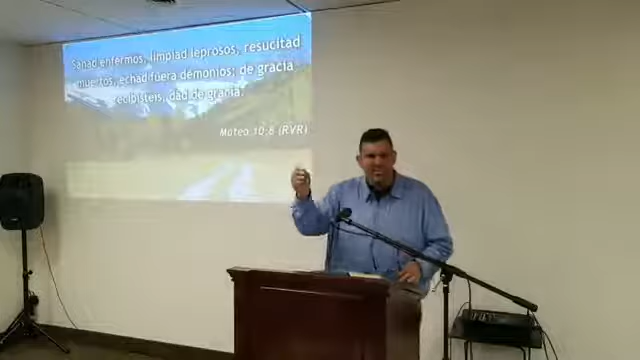 Sanad enfermos, limpiad leprosos, resucitad
muertos, echad fuera demonios; de gracia
recibisteis, dad de gracia.
Mateo 10:8 (RVR)